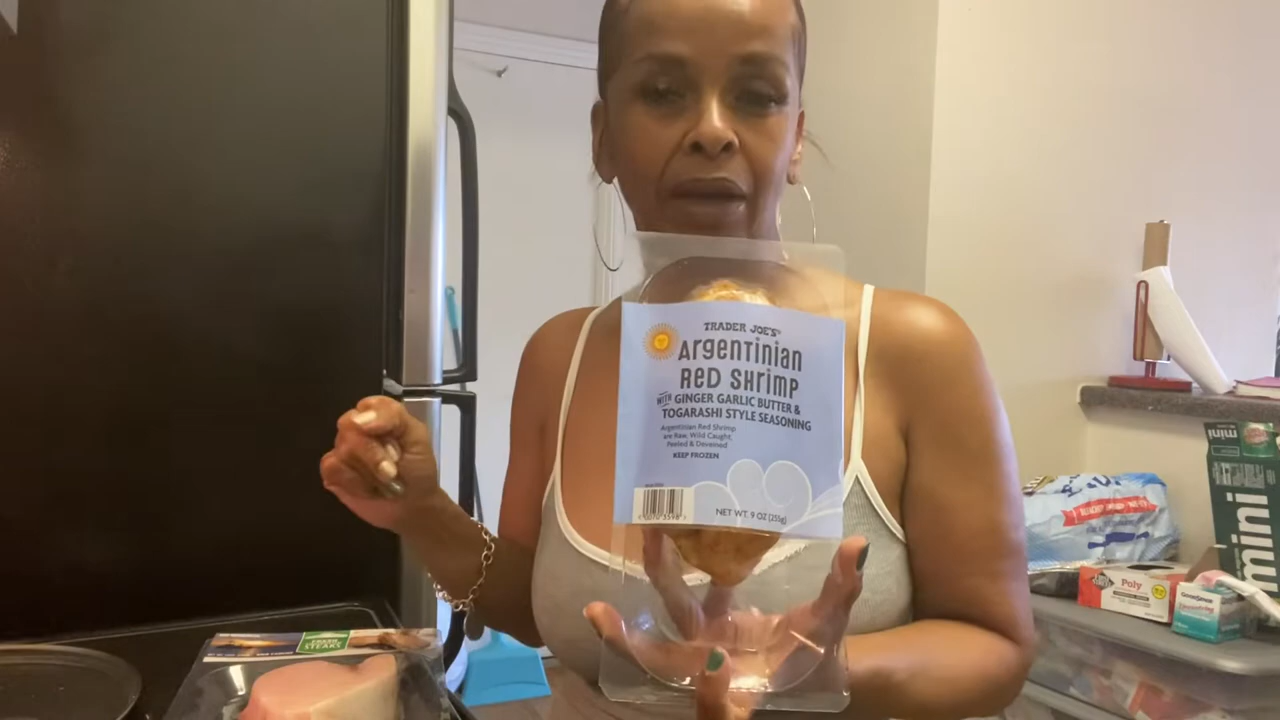 TRADER JOE'S
Argentinian
Red Shrimp
WITH GINGER GARLIC BUTTER &
TOGARASHI STYLE SEASONING
Argentinian Red Shrimp
are Raw, Wild Caught,
Peeled & Deveined
KEEP FROZEN
NET WT. 9 OZ (255g)
STEAKS
Poly
mini
mini